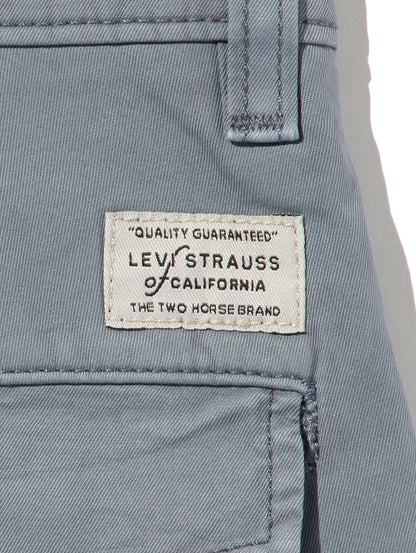 "QUALITY GUARANTEED"
LEVI STRAUSS
of CALIFORNIA
THE TWO HORSE BRAND